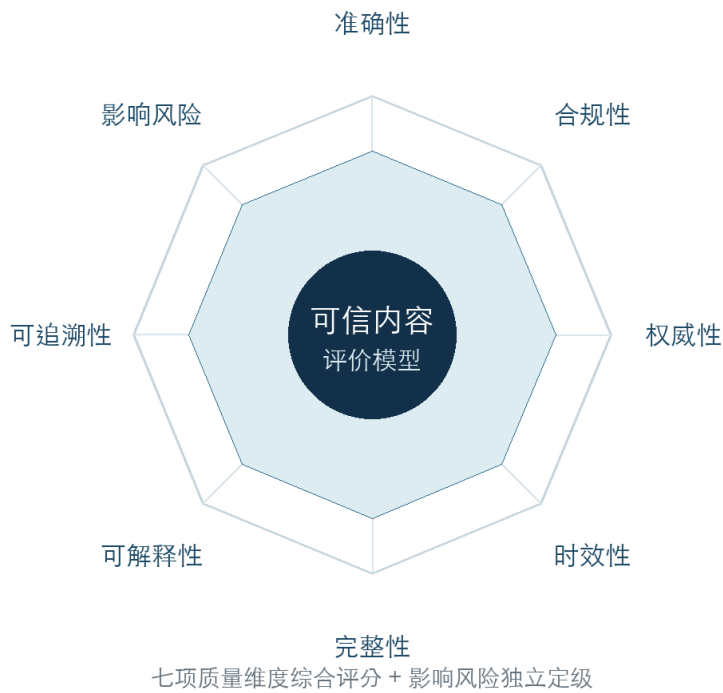 准确性
影响风险
合规性
可信内容
评价模型
可追溯性
权威性
可解释性
时效性
完整性
七项质量维度综合评分 + 影响风险独立定级